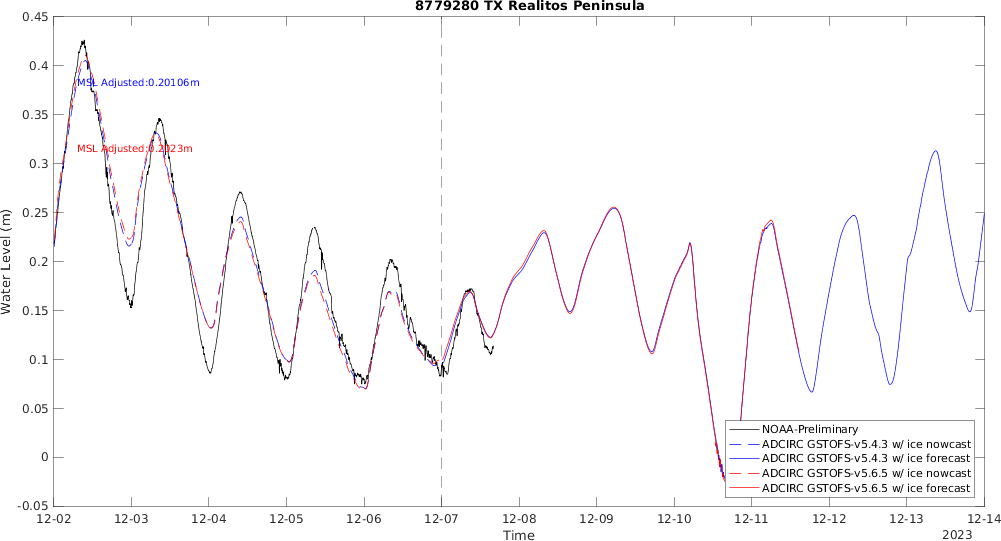 8779280 TX Realitos Peninsula
Water Level (m)
0.45
0.4
0.35
0.3
0.25
0.2
0.15
0.1
0.05
0
-0.05
MSL Adjusted:0.20106m
MSL Adjusted:0.2023m
NOAA-Preliminary
ADCIRC GSTOFS-v5.4.3 w/ ice nowcast
ADCIRC GSTOFS-v5.4.3 w/ ice forecast
ADCIRC GSTOFS-v5.6.5 w/ ice nowcast
ADCIRC GSTOFS-v5.6.5 w/ ice forecast
12-02 12-03 12-04 12-05 12-06 12-07 12-08 12-09 12-10 12-11 12-12 12-13 12-14
Time
2023